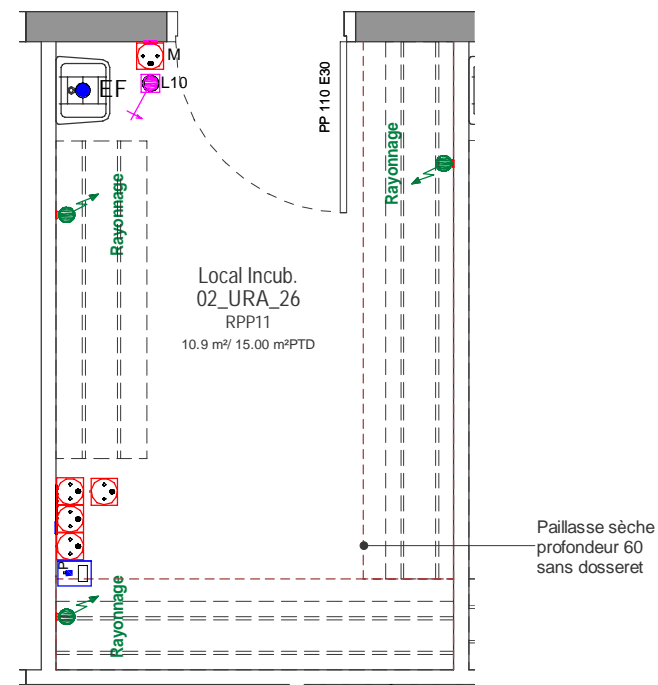 M
L10
EF
PP 110 E30
Rayonnage
Rayonnage
Local Incub.
02_URA_26
RPP11
10.9 m²/ 15.00 m²PTD
Paillasse sèche
profondeur 60
sans dosseret
P
Rayonnage